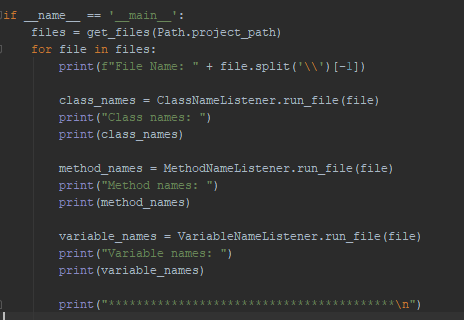 if __name__ == '__main__':
    files = get_files(Path.project_path)
    for file in files:
        print(f"File Name: " + file.split('\\')[-1])

        class_names = ClassNameListener.run_file(file)
        print("Class names: ")
        print(class_names)

        method_names = MethodNameListener.run_file(file)
        print("Method names: ")
        print(method_names)

        variable_names = VariableNameListener.run_file(file)
        print("Variable names: ")
        print(variable_names)

        print("*****************************************\n")